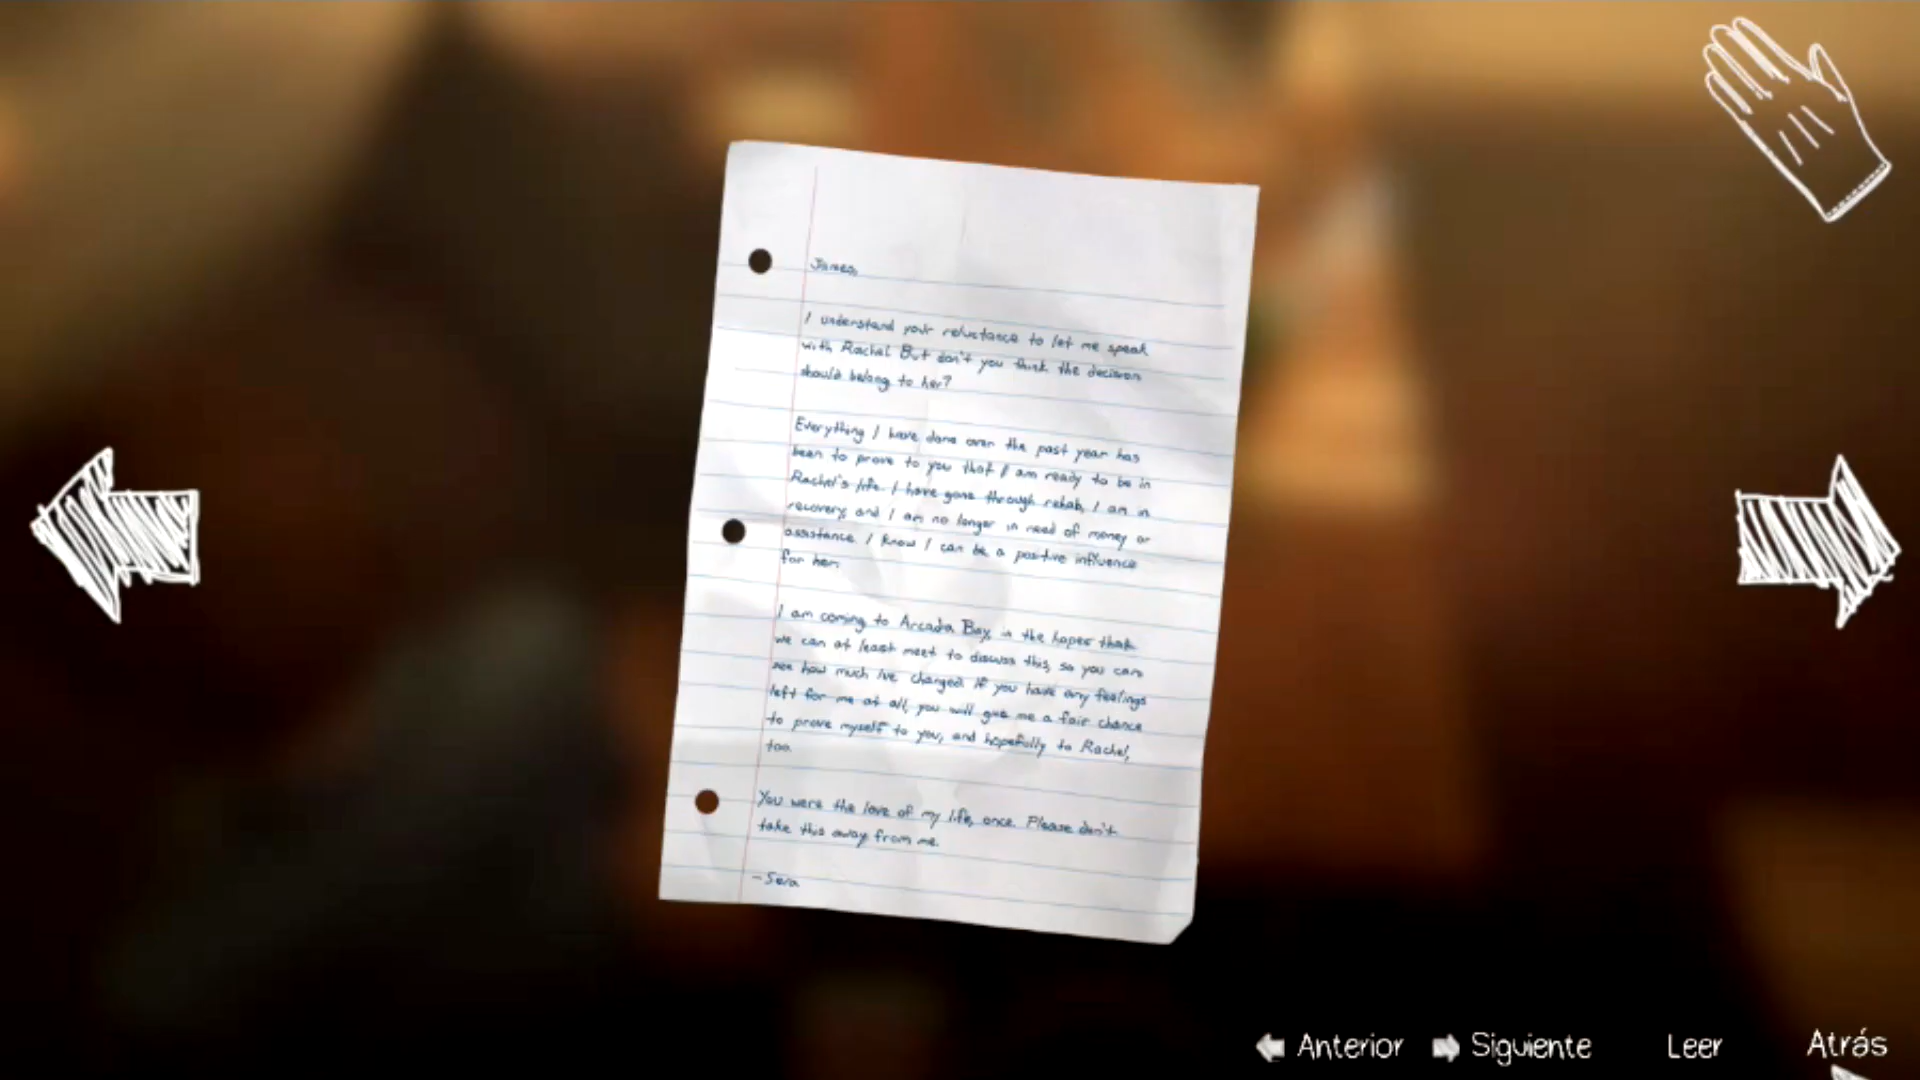 James,
I understand your reluctance to let me speak
with Rachel. But don't you think the decision
should belong to her?
Everything I have done over the past year has
been to prove to you that I am ready to be in
Rachel's life. I have gone through rehab, I am in
recovery, and I am no longer in need of money or
assistance. I know I can be a positive influence
for her.
I am coming to Arcadia Bay, in the hopes that
we can at least meet to discuss this, so you can
see how much I've changed. If you have any feelings
left for me at all, you will give me a fair chance
to prove myself to you, and hopefully to Rachel,
too.
You were the love of my life, once. Please don't
take this away from me.
-Sera
Anterior Siguiente Leer Atrás